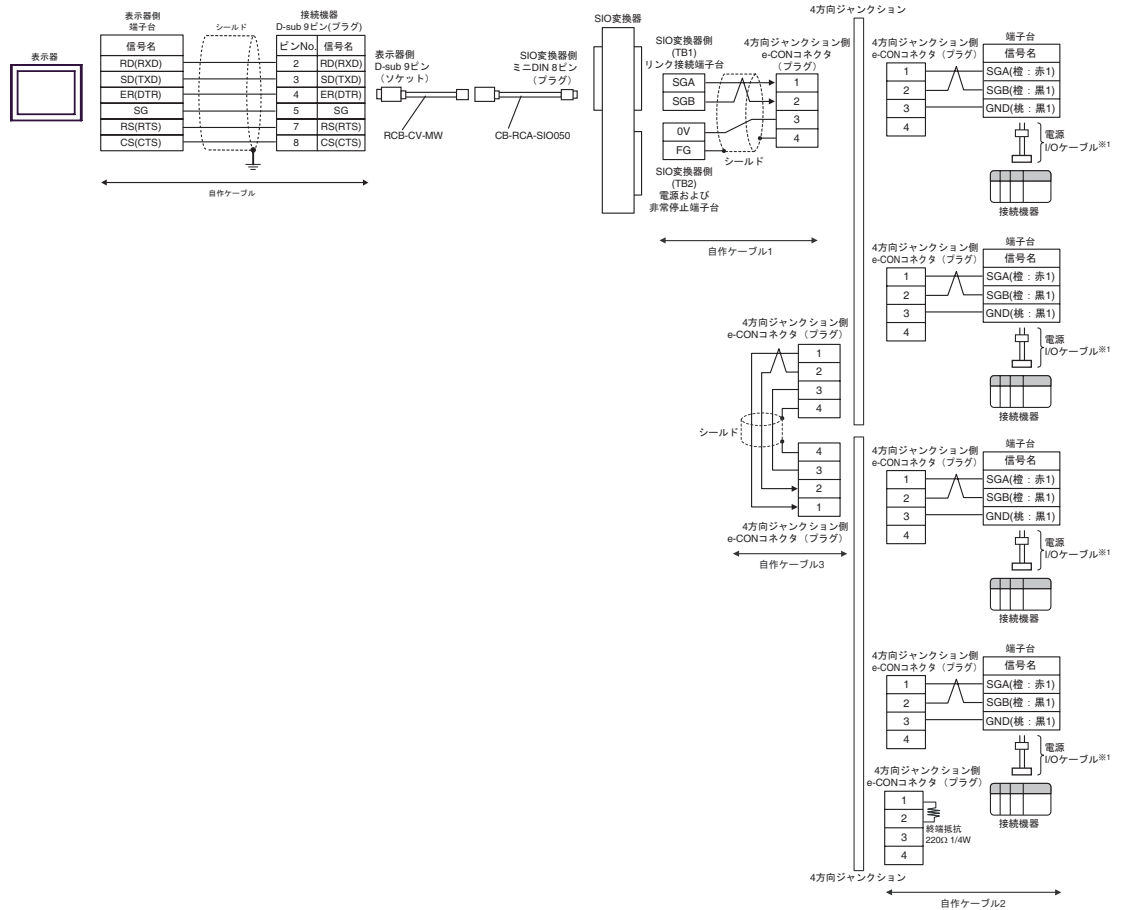 表示器
表示器側
端子台
信号名
RD(RXD)
SD(TXD)
ER(DTR)
SG
RS(RTS)
CS(CTS)
シールド
接続機器
D-sub 9ピン(プラグ)
ピンNo. 信号名
2 RD(RXD)
3 SD(TXD)
4 ER(DTR)
5 SG
7 RS(RTS)
8 CS(CTS)
自作ケーブル
表示器側
D-sub 9ピン
（ソケット）
RCB-CV-MW
SIO変換器側
ミニDIN 8ピン
（プラグ）
CB-RCA-SIO050
SIO変換器
SIO変換器側
(TB1)
リンク接続端子台
SGA
SGB
0V
FG
SIO変換器側
(TB2)
電源および
非常停止端子台
シールド
4方向ジャンクション側
e-CONコネクタ
（プラグ）
1
2
3
4
自作ケーブル1
4方向ジャンクション
4方向ジャンクション側
e-CONコネクタ（プラグ）
1
2
3
4
端子台
信号名
SGA(橙：赤1)
SGB(橙：黒1)
GND(桃：黒1)
電源
I/Oケーブル※1
接続機器
4方向ジャンクション側
e-CONコネクタ（プラグ）
1
2
3
4
端子台
信号名
SGA(橙：赤1)
SGB(橙：黒1)
GND(桃：黒1)
電源
I/Oケーブル※1
接続機器
4方向ジャンクション側
e-CONコネクタ（プラグ）
1
2
3
4
シールド
4
3
2
1
4方向ジャンクション側
e-CONコネクタ（プラグ）
自作ケーブル3
4方向ジャンクション側
e-CONコネクタ（プラグ）
1
2
3
4
端子台
信号名
SGA(橙：赤1)
SGB(橙：黒1)
GND(桃：黒1)
電源
I/Oケーブル※1
接続機器
4方向ジャンクション側
e-CONコネクタ（プラグ）
1
2
3
4
端子台
信号名
SGA(橙：赤1)
SGB(橙：黒1)
GND(桃：黒1)
電源
I/Oケーブル※1
接続機器
4方向ジャンクション側
e-CONコネクタ（プラグ）
1
2
3
4
終端抵抗
220Ω 1/4W
4方向ジャンクション
自作ケーブル2